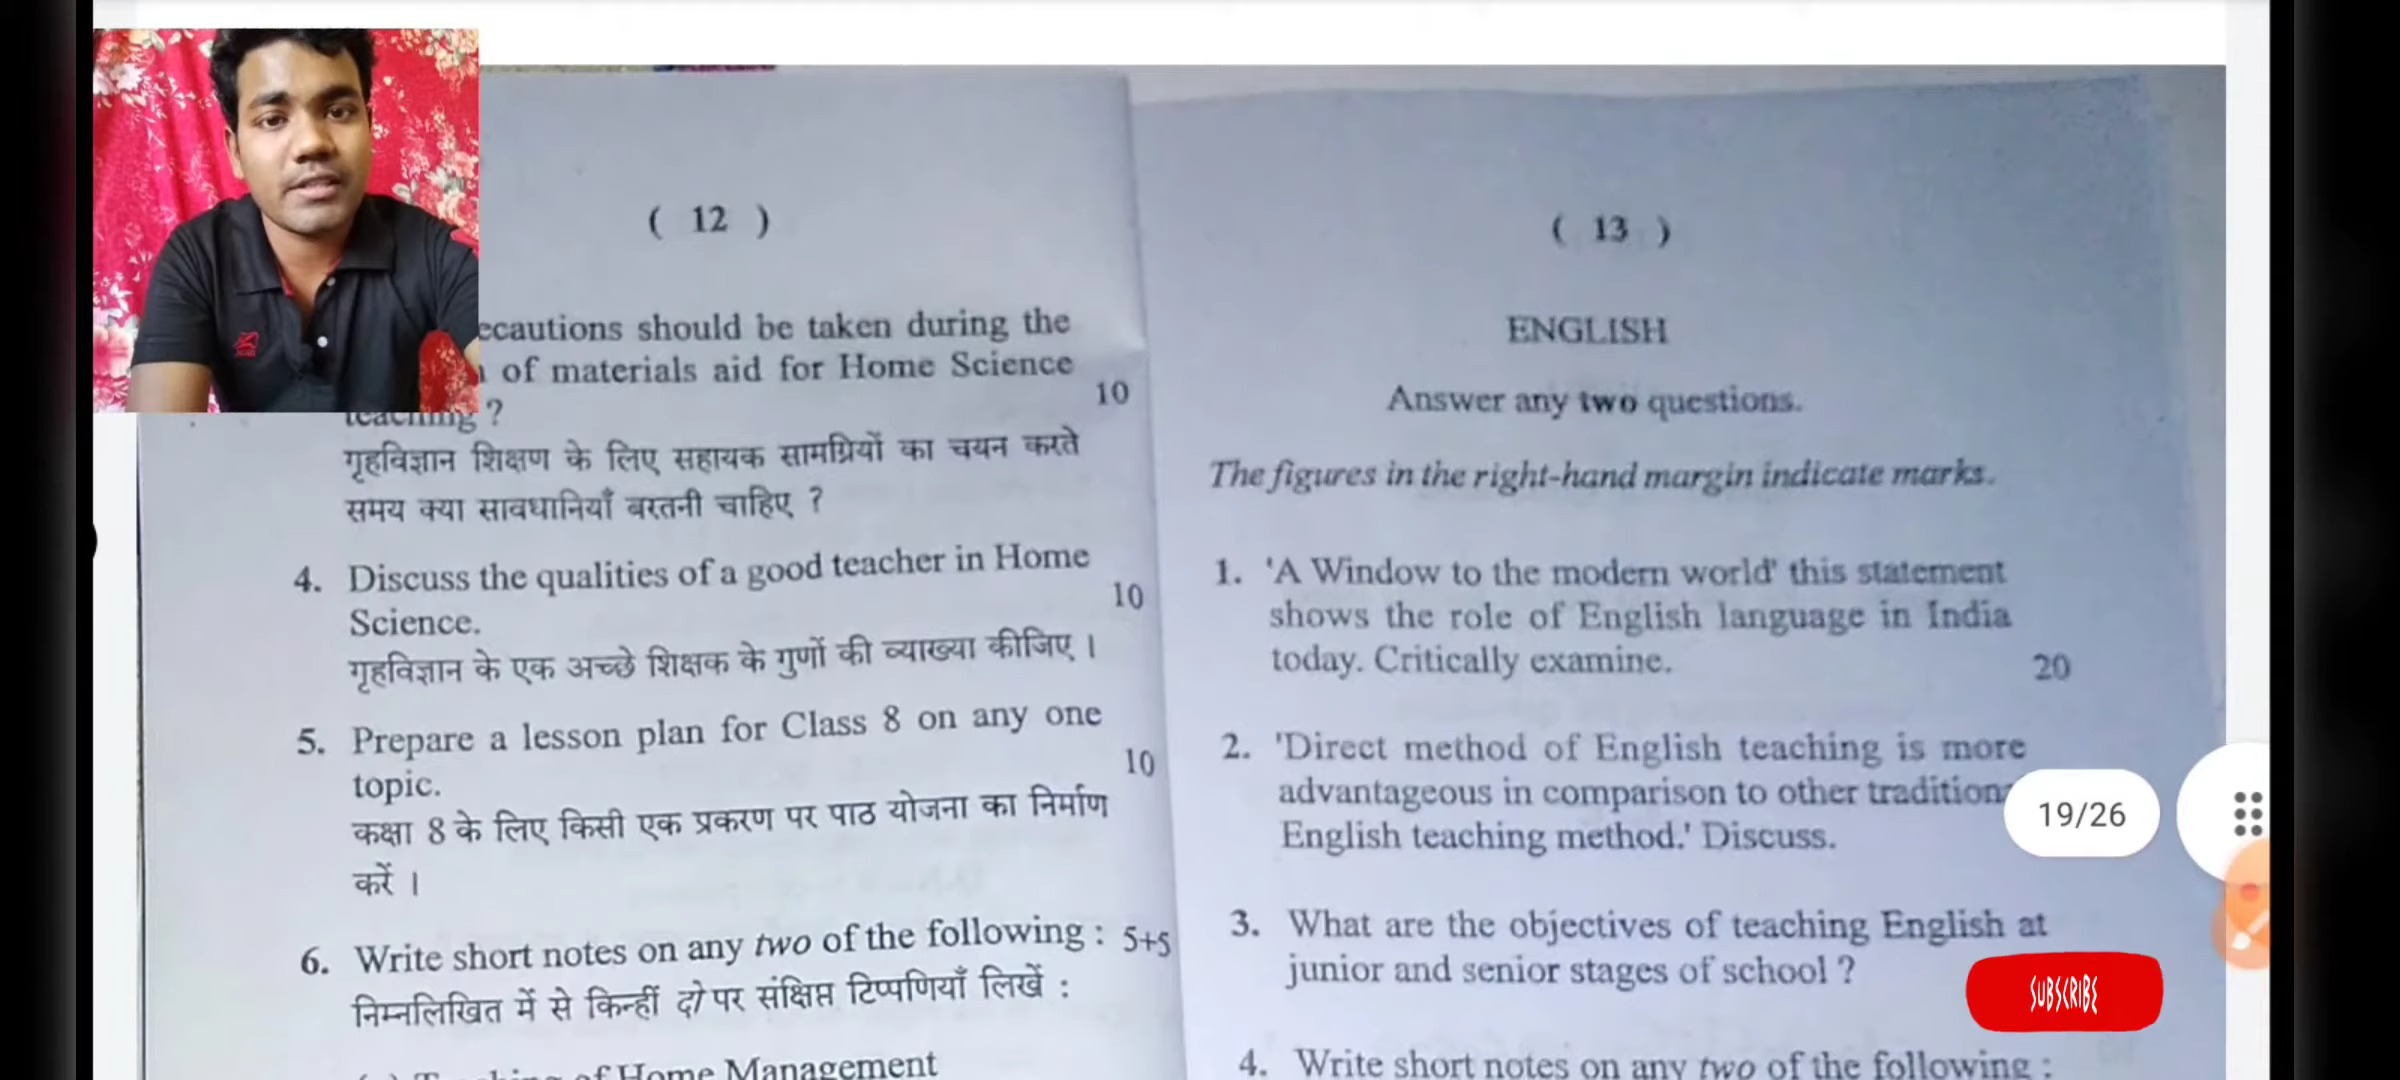 ( 12 )
ecautions should be taken during the
of materials aid for Home Science
teaching ?
10
गृहविज्ञान शिक्षण के लिए सहायक सामग्रियों का चयन करते
समय क्या सावधानियाँ बरतनी चाहिए ?
4. Discuss the qualities of a good teacher in Home
Science.
10
गृहविज्ञान के एक अच्छे शिक्षक के गुणों की व्याख्या कीजिए ।
5. Prepare a lesson plan for Class 8 on any one
topic.
10
कक्षा 8 के लिए किसी एक प्रकरण पर पाठ योजना का निर्माण
करें ।
6. Write short notes on any two of the following : 5+5
निम्नलिखित में से किन्हीं दो पर संक्षिप्त टिप्पणियाँ लिखें :
of Home Management
( 13 )
ENGLISH
Answer any two questions.
The figures in the right-hand margin indicate marks.
1. 'A Window to the modern world' this statement
shows the role of English language in India
today. Critically examine.
20
2. 'Direct method of English teaching is more
advantageous in comparison to other tradition
English teaching method.' Discuss.
3. What are the objectives of teaching English at
junior and senior stages of school ?
4. Write short notes on any two of the following :
19/26
SUBSCRIBE